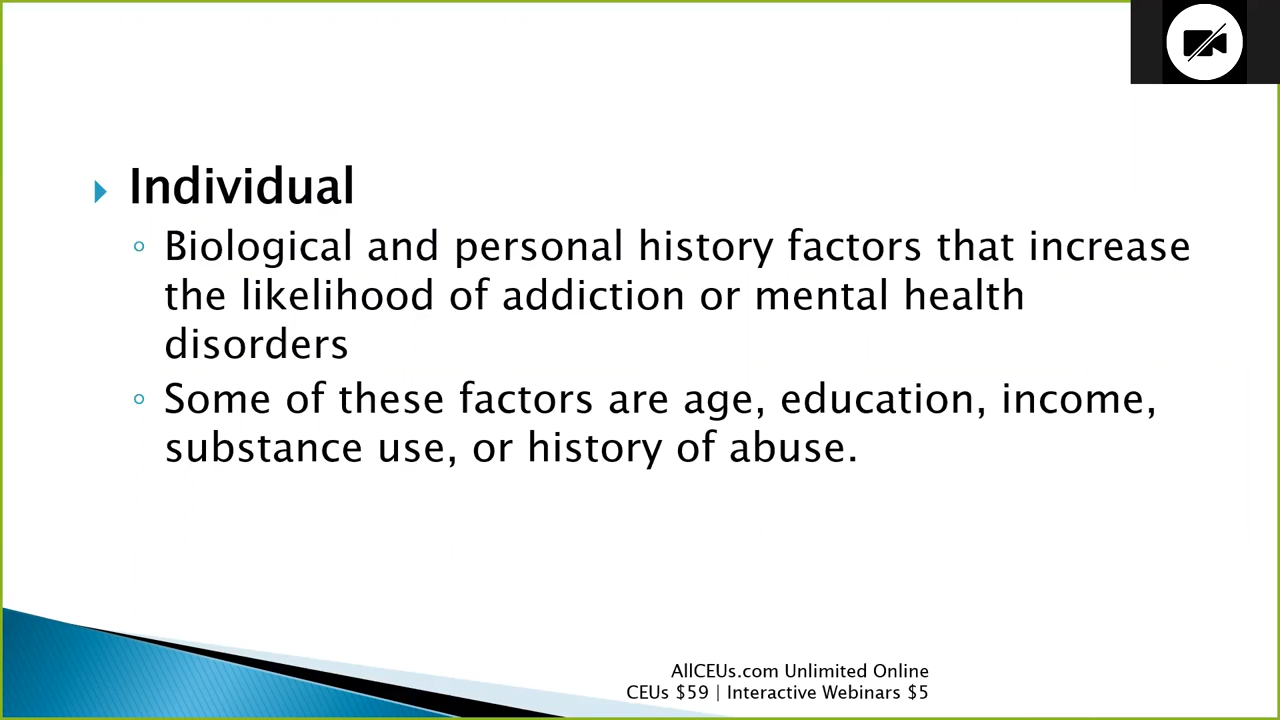 Individual
Biological and personal history factors that increase
the likelihood of addiction or mental health
disorders
Some of these factors are age, education, income,
substance use, or history of abuse.
AllCEUs.com Unlimited Online
CEUs $59 | Interactive Webinars $5